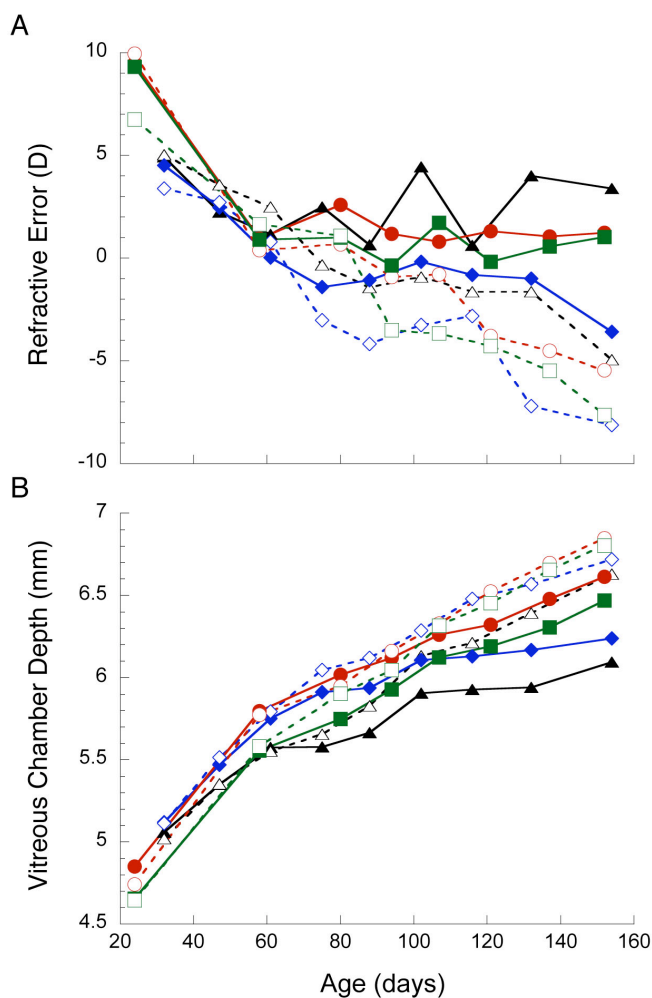 A
10
5
0
-5
-10
Refractive Error (D)
B
7
6.5
6
5.5
5
4.5
Vitreous Chamber Depth (mm)
20 40 60 80 100 120 140 160
Age (days)